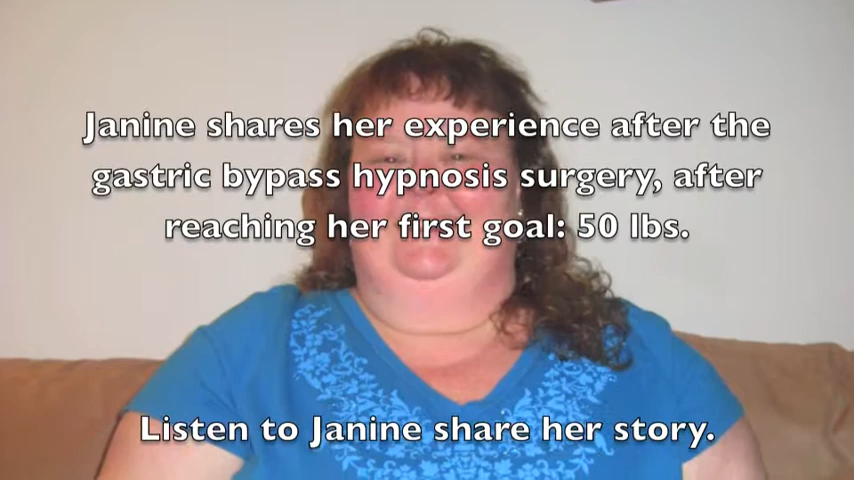 Janine shares her experience after the
gastric bypass hypnosis surgery, after
reaching her first goal: 50 lbs.
Listen to Janine share her story.